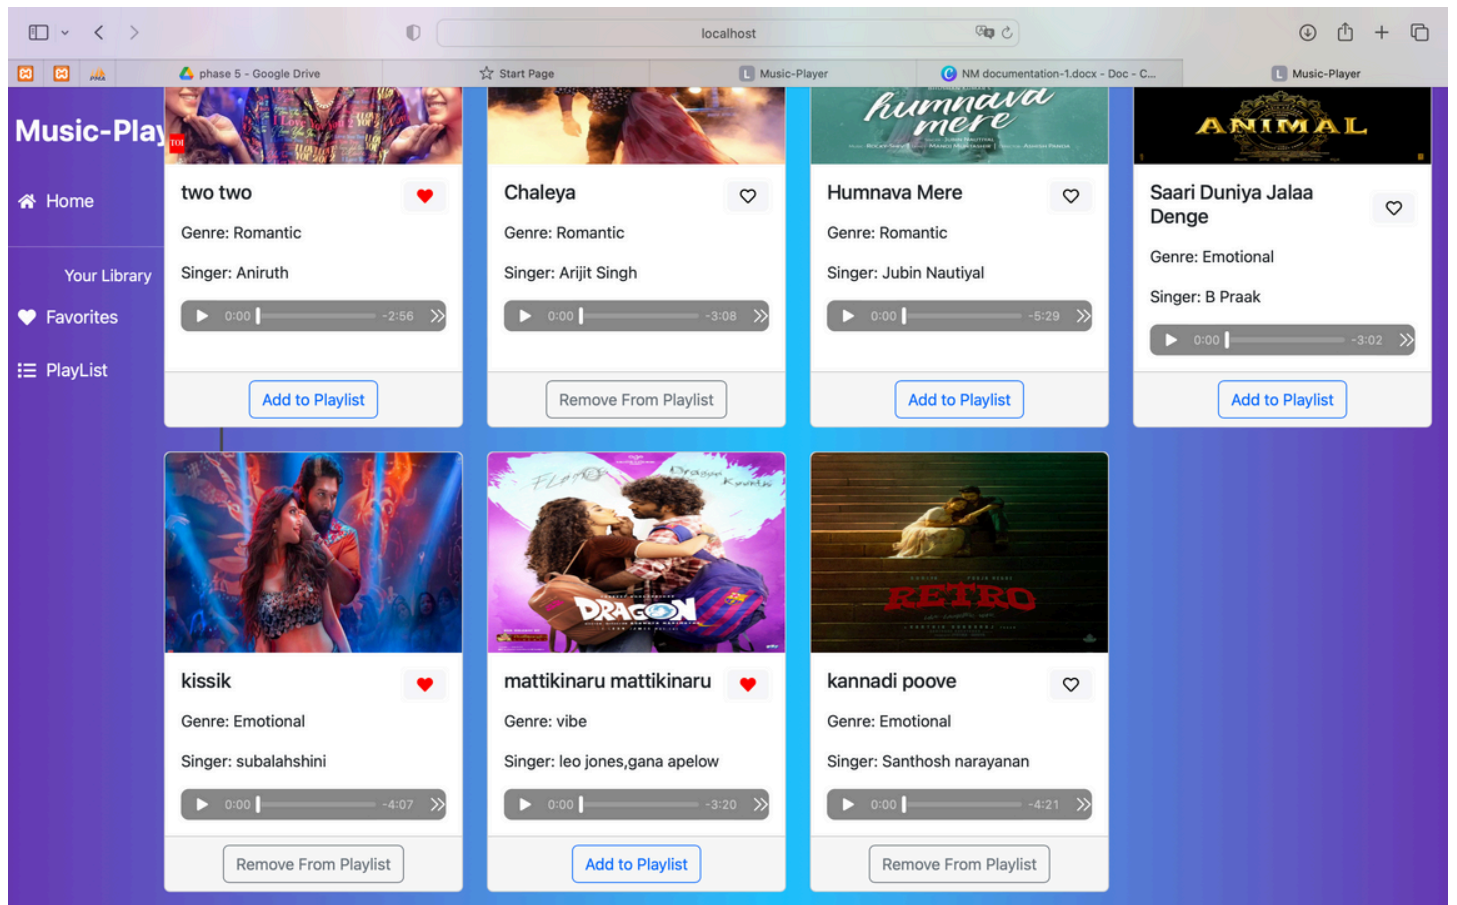 localhost
PMA
phase 5 - Google Drive
Start Page
L Music-Player
NM documentation-1.docx - Doc - C...
L Music-Player
Music-Play
Home
Your Library
Favorites
PlayList
TOI
two two
Genre: Romantic
Singer: Aniruth
0:00 -2:56
Add to Playlist
Chaleya
Genre: Romantic
Singer: Arijit Singh
0:00 -3:08
Remove From Playlist
humnava
mere
Humnava Mere
Genre: Romantic
Singer: Jubin Nautiyal
0:00 -5:29
Add to Playlist
ANIMAL
Saari Duniya Jalaa
Denge
Genre: Emotional
Singer: B Praak
0:00 -3:02
Add to Playlist
kissik
Genre: Emotional
Singer: subalahshini
0:00 -4:07
Remove From Playlist
DRAGON
mattikinaru mattikinaru
Genre: vibe
Singer: leo jones,gana apelow
0:00 -3:20
Add to Playlist
RETRO
kannadi poove
Genre: Emotional
Singer: Santhosh narayanan
0:00 -4:21
Remove From Playlist